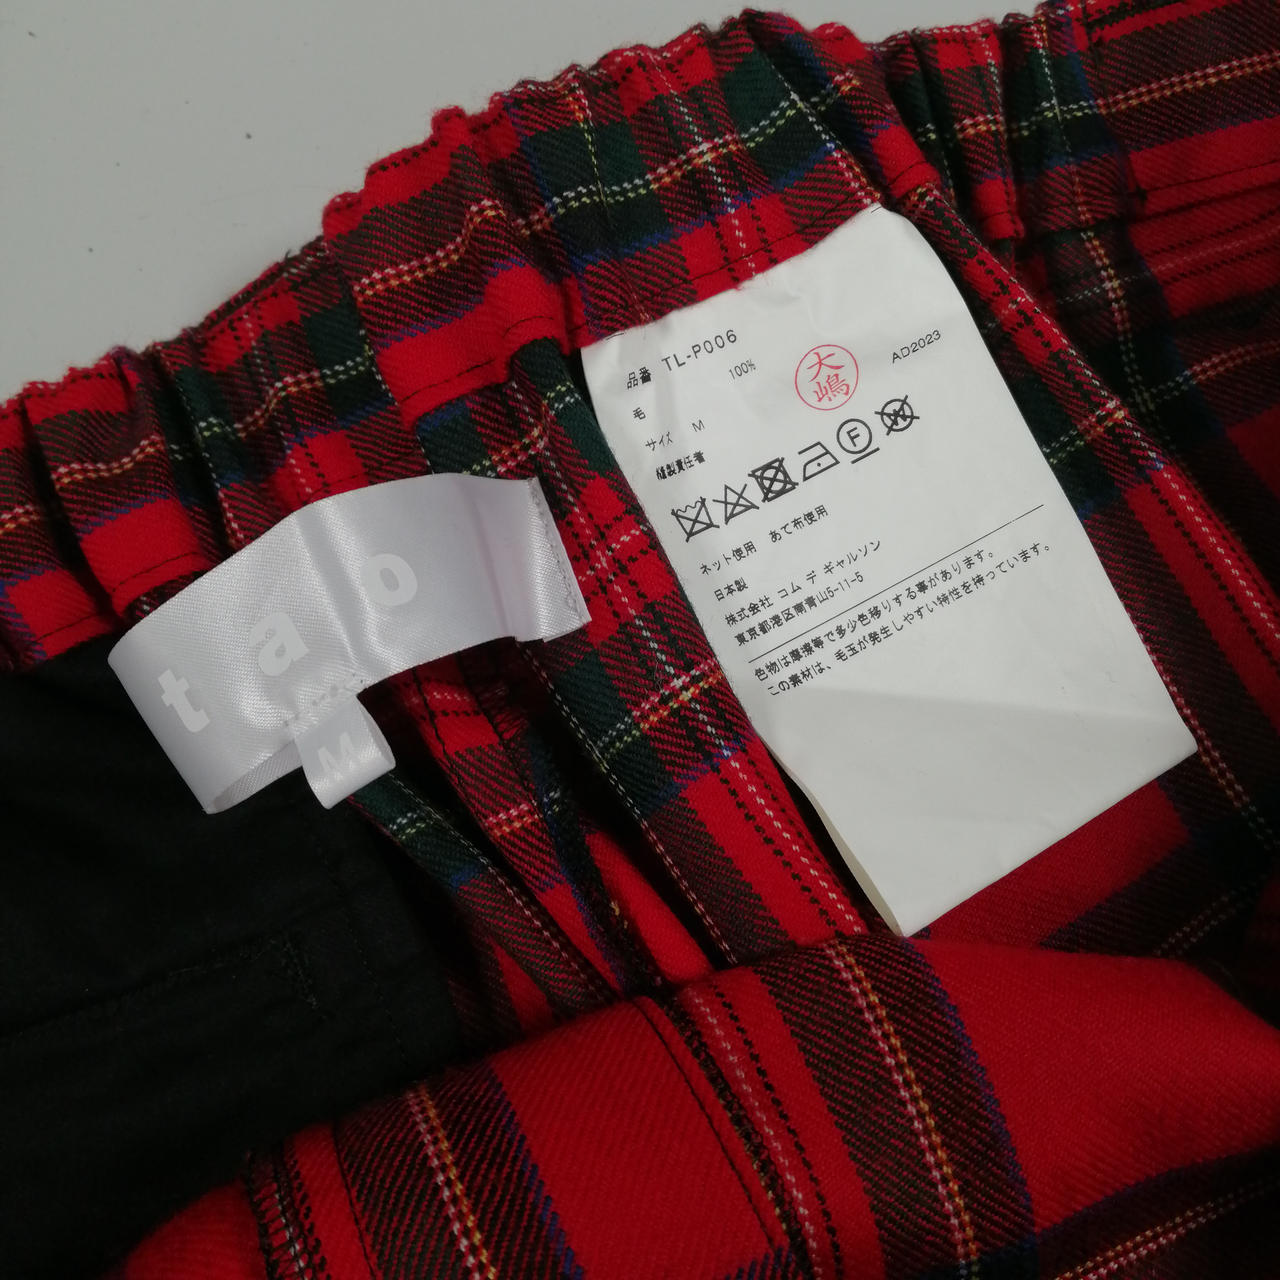 tao
M
品番 TL-P006
毛 100%
AD2023
サイズ M
縫製責任者
大嶋
F
W
ネット使用 あて布使用
日本製
株式会社 コム デ ギャルソン
東京都港区南青山5-11-5
色物は摩擦等で多少色移りする事があります。
この素材は、毛玉が発生しやすい特性を持っています。